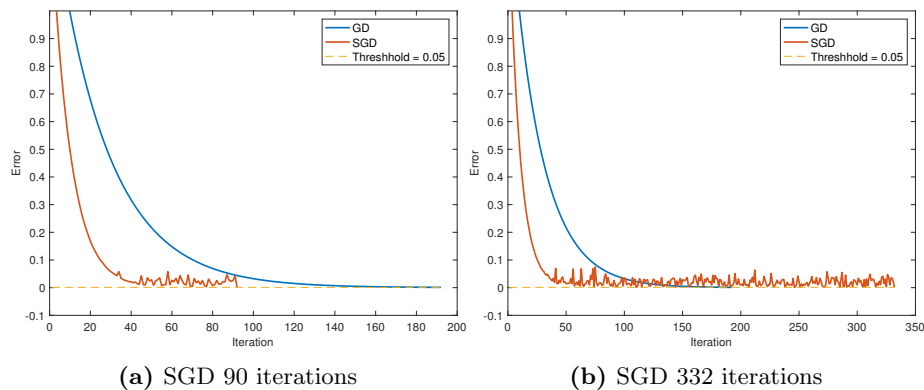 0.9
0.8
0.7
0.6
0.5
0.4
0.3
0.2
0.1
0
-0.1
Error
0 20 40 60 80 100 120 140 160 180 200
Iteration
GD
SGD
Threshhold = 0.05
(a) SGD 90 iterations
0.9
0.8
0.7
0.6
0.5
0.4
0.3
0.2
0.1
0
-0.1
Error
0 50 100 150 200 250 300 350
Iteration
GD
SGD
Threshhold = 0.05
(b) SGD 332 iterations